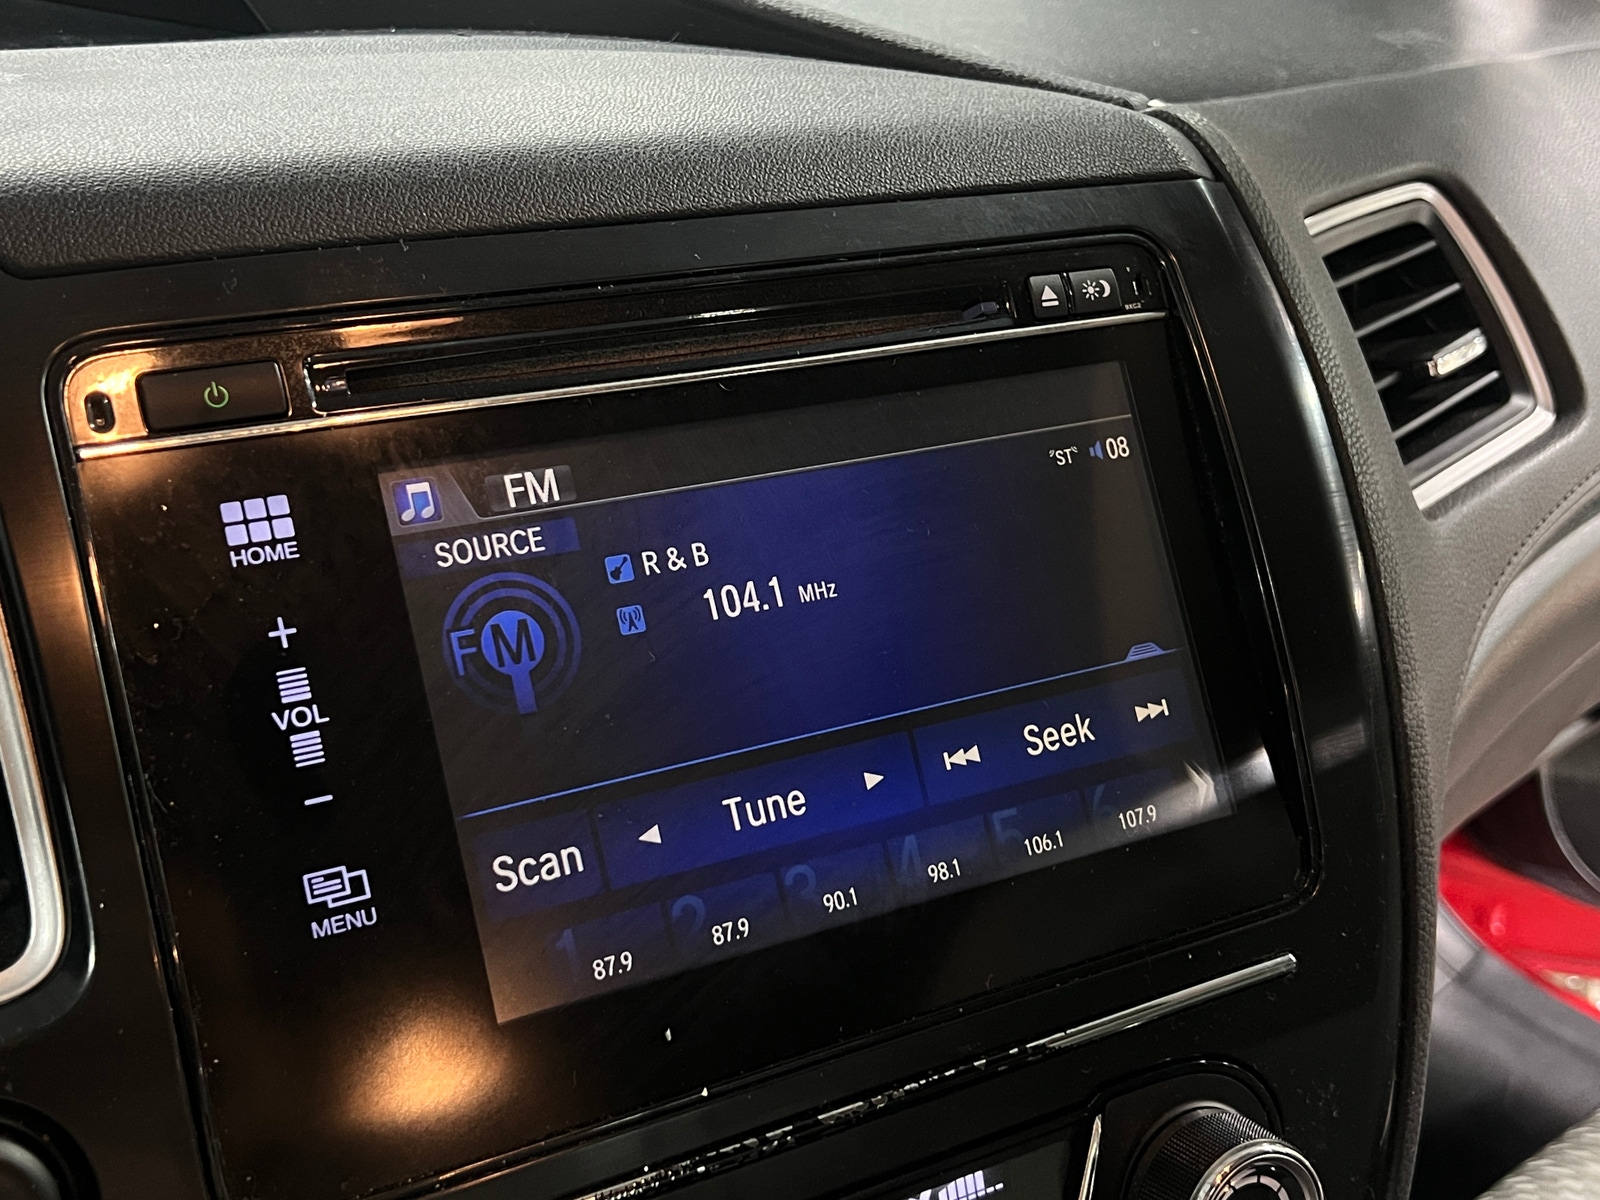 FM
"ST" 08
HOME
SOURCE
R & B
FM
104.1 MHz
+
VOL
-
Scan
Tune
Seek
MENU
1 87.9
2 87.9
3 90.1
4 98.1
5 106.1
6 107.9